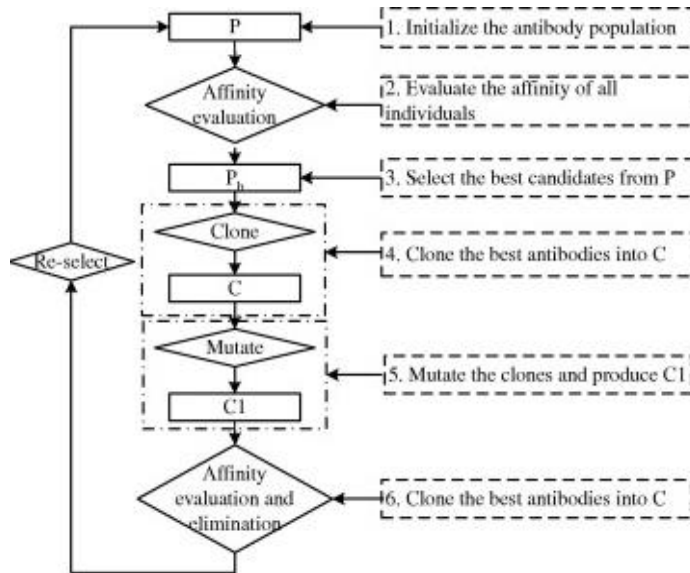 P
1. Initialize the antibody population
Affinity
evaluation
2. Evaluate the affinity of all
individuals
P_b
3. Select the best candidates from P
Clone
4. Clone the best antibodies into C
Re-select
C
Mutate
5. Mutate the clones and produce C1
C1
Affinity
evaluation and
elimination
6. Clone the best antibodies into C